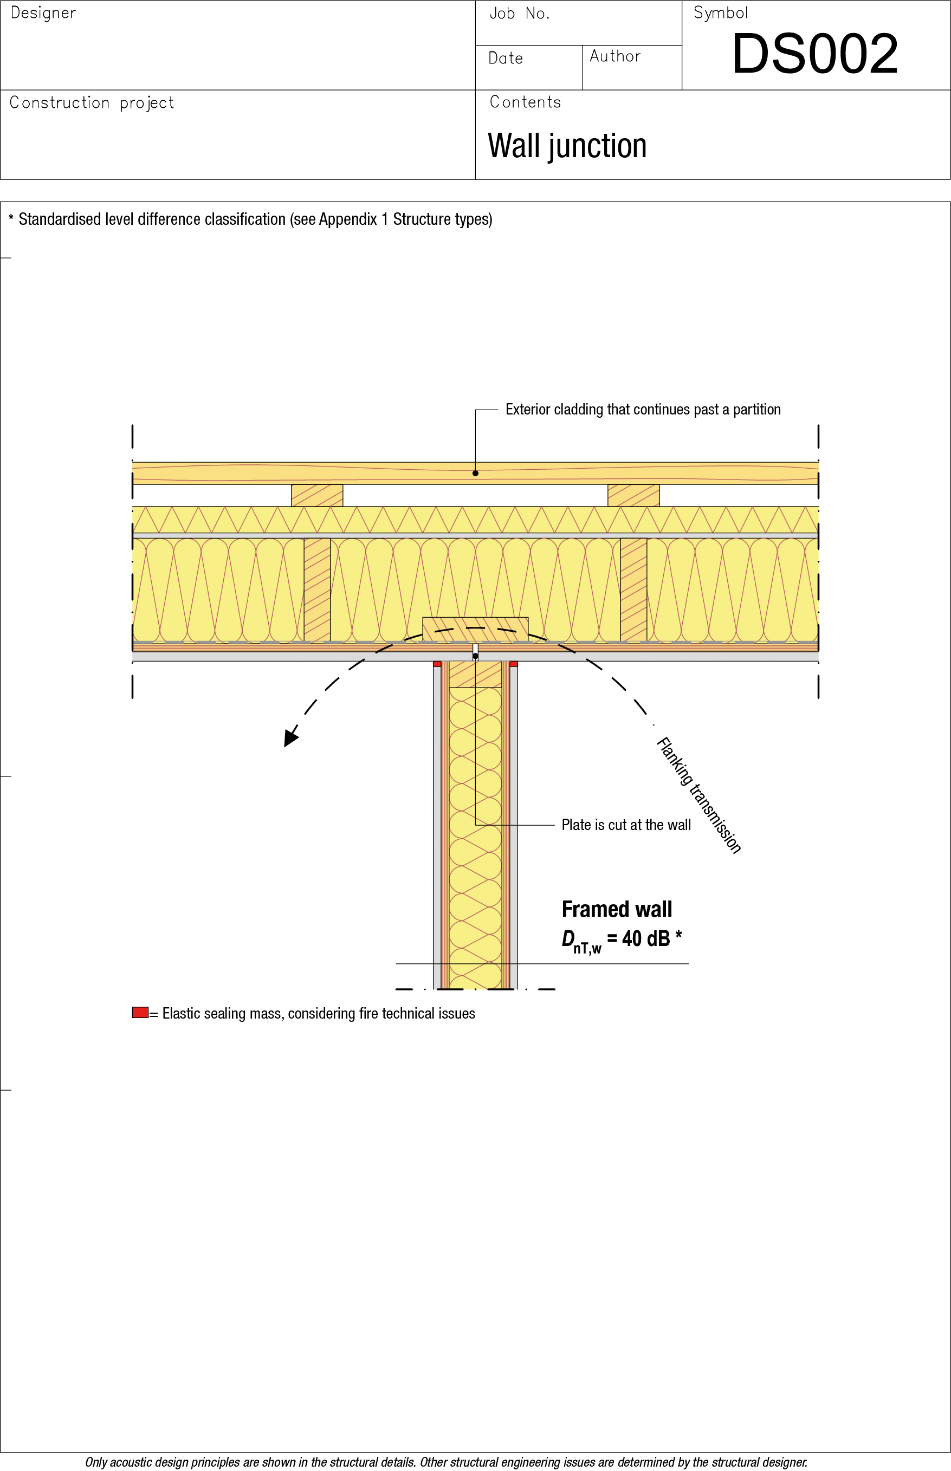 Designer
Job No.
Symbol
DS002
Date
Author
Construction project
Contents
Wall junction
* Standardised level difference classification (see Appendix 1 Structure types)
Exterior cladding that continues past a partition
Flanking transmission
Plate is cut at the wall
Framed wall
DnT,w = 40 dB *
= Elastic sealing mass, considering fire technical issues
Only acoustic design principles are shown in the structural details. Other structural engineering issues are determined by the structural designer.